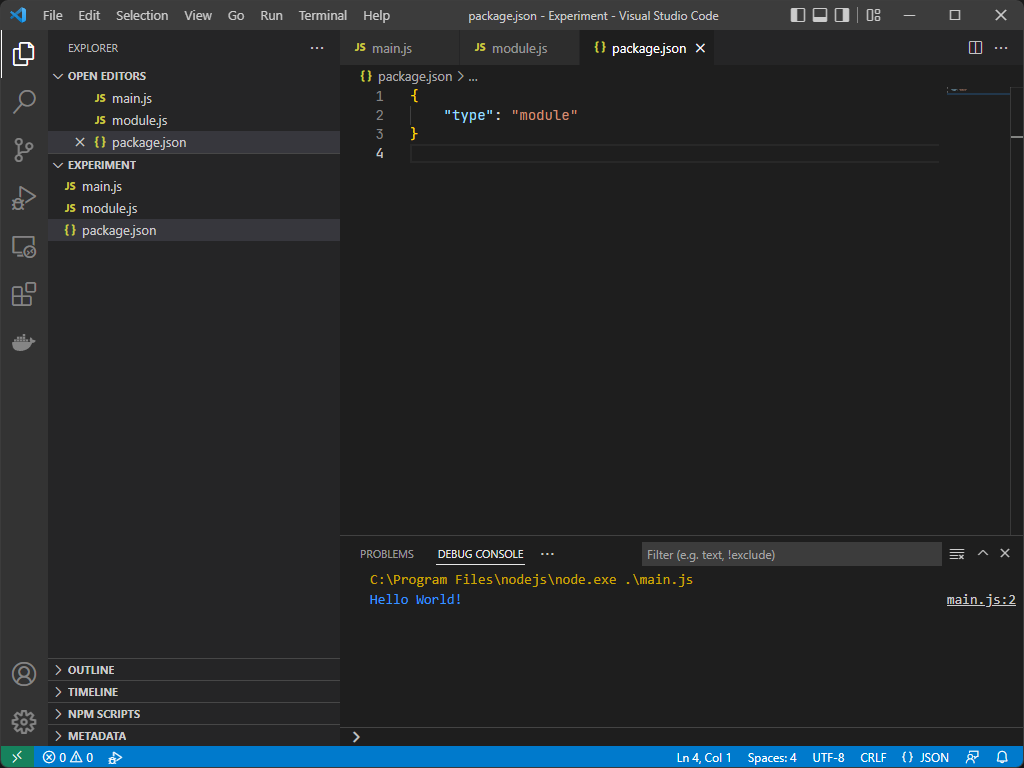 File Edit Selection View Go Run Terminal Help package.json - Experiment - Visual Studio Code
EXPLORER
OPEN EDITORS
JS main.js
JS module.js
{} package.json
EXPERIMENT
JS main.js
JS module.js
{} package.json
OUTLINE
TIMELINE
NPM SCRIPTS
METADATA
JS main.js JS module.js {} package.json
{} package.json > ...
1 {
2 "type": "module"
3 }
4
PROBLEMS DEBUG CONSOLE ... Filter (e.g. text, !exclude)
C:\Program Files\nodejs\node.exe .\main.js
Hello World! main.js:2
0 0 Ln 4, Col 1 Spaces: 4 UTF-8 CRLF {} JSON